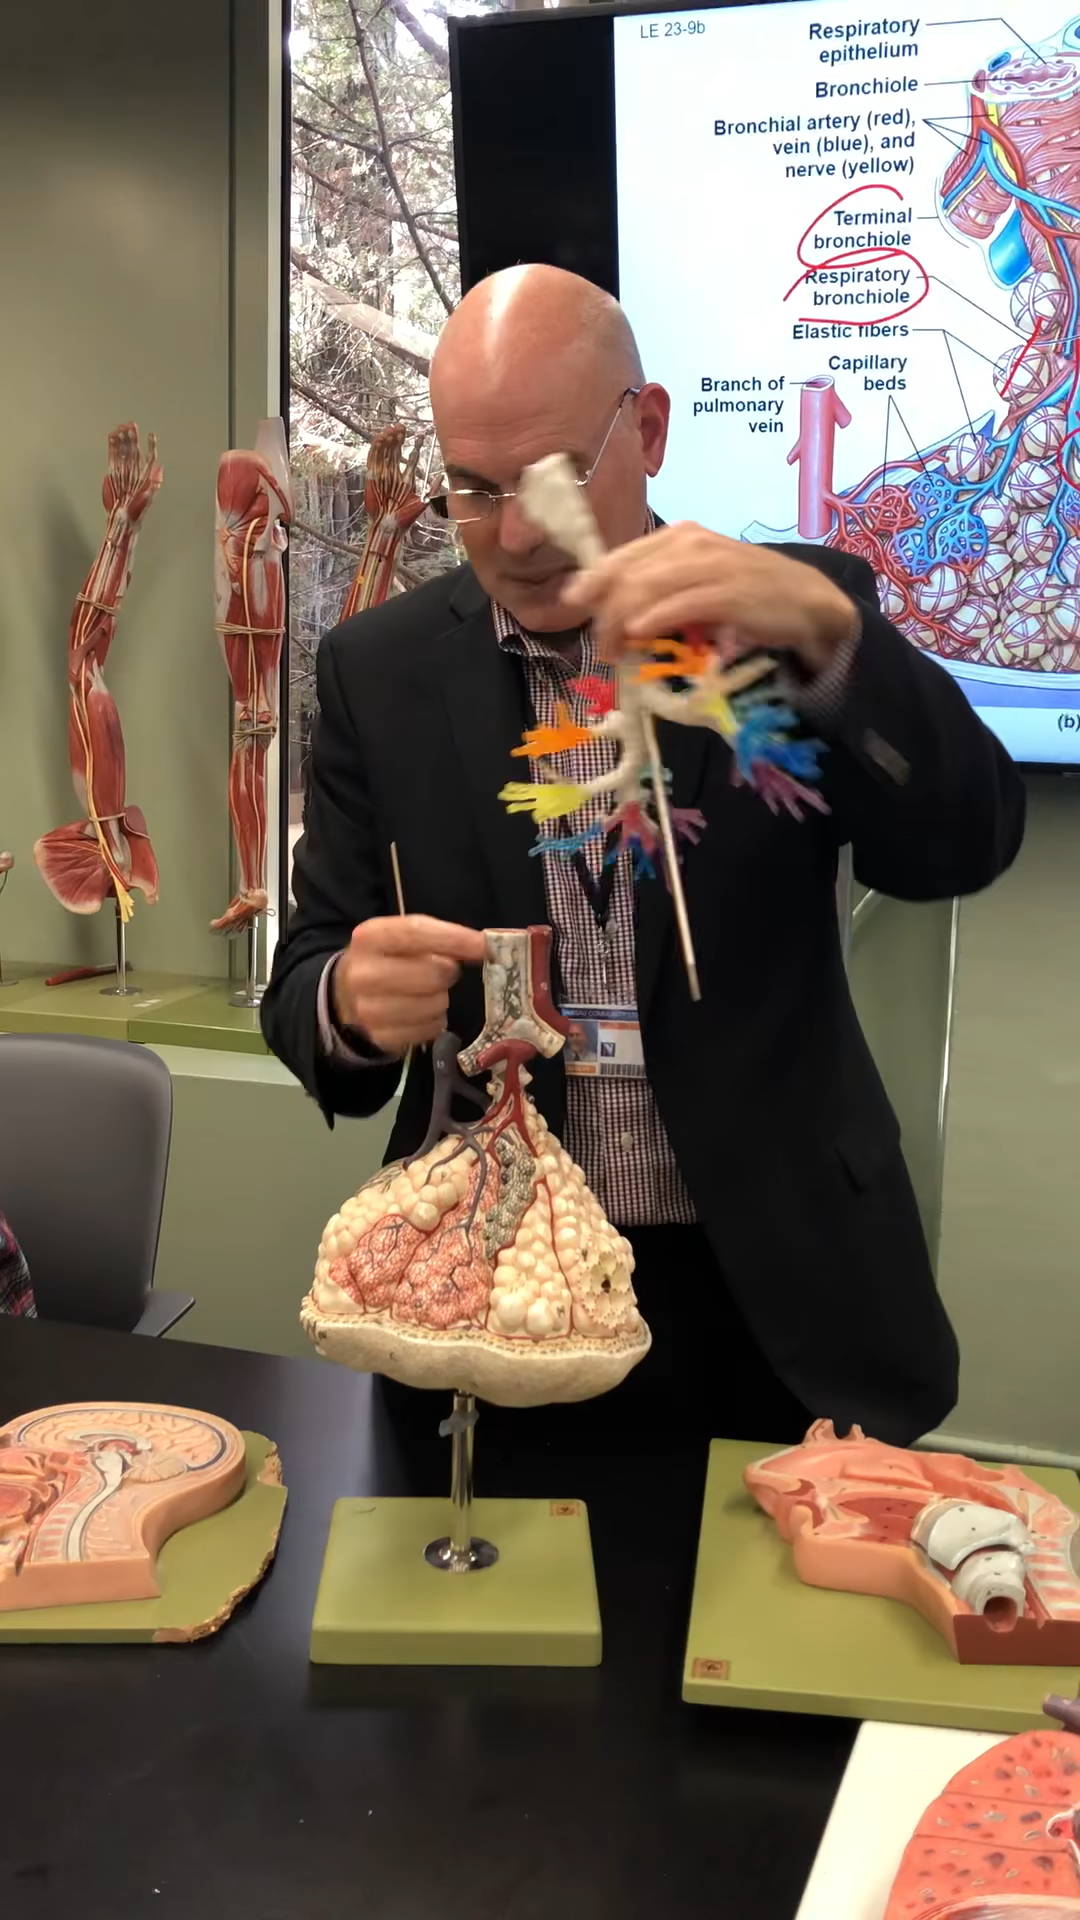 LE 23-9b
Respiratory
epithelium
Bronchiole
Bronchial artery (red),
vein (blue), and
nerve (yellow)
Terminal
bronchiole
Respiratory
bronchiole
Elastic fibers
Capillary
beds
Branch of
pulmonary
vein
(b)